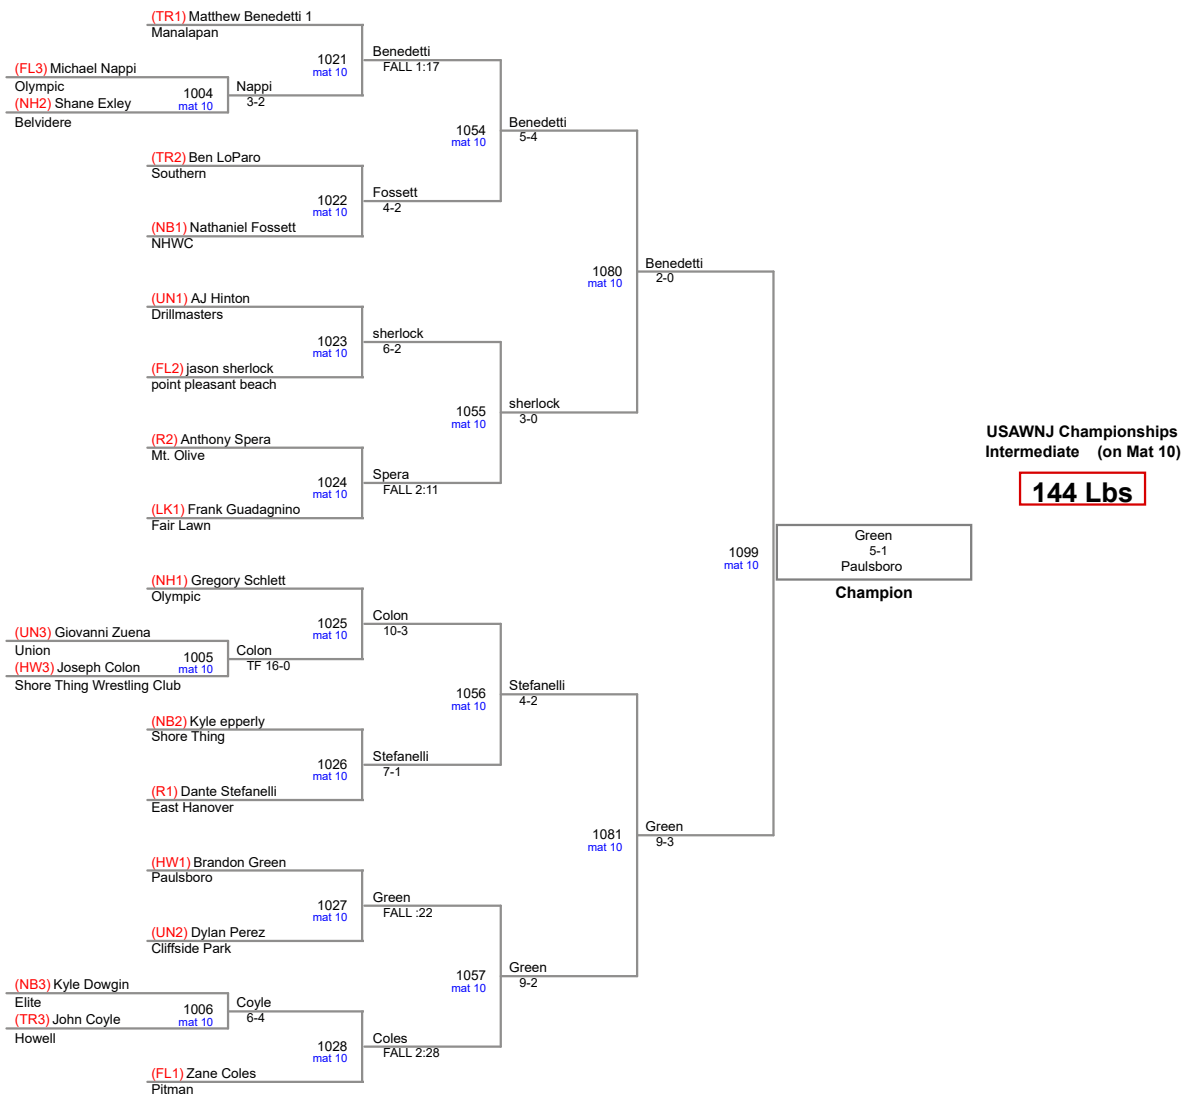 (TR1) Matthew Benedetti 1
Manalapan
1021
mat 10
Benedetti
FALL 1:17
(FL3) Michael Nappi
Olympic
(NH2) Shane Exley
Belvidere
1004
mat 10
Nappi
3-2
1054
mat 10
Benedetti
5-4
(TR2) Ben LoParo
Southern
1022
mat 10
Fossett
4-2
(NB1) Nathaniel Fossett
NHWC
1080
mat 10
Benedetti
2-0
(UN1) AJ Hinton
Drillmasters
1023
mat 10
sherlock
6-2
(FL2) jason sherlock
point pleasant beach
1055
mat 10
sherlock
3-0
(R2) Anthony Spera
Mt. Olive
1024
mat 10
Spera
FALL 2:11
(LK1) Frank Guadagnino
Fair Lawn
USAWNJ Championships
Intermediate (on Mat 10)
144 Lbs
1099
mat 10
Green
5-1
Paulsboro
Champion
(NH1) Gregory Schlett
Olympic
1025
mat 10
Colon
10-3
(UN3) Giovanni Zuena
Union
(HW3) Joseph Colon
Shore Thing Wrestling Club
1005
mat 10
Colon
TF 16-0
1056
mat 10
Stefanelli
4-2
(NB2) Kyle epperly
Shore Thing
1026
mat 10
Stefanelli
7-1
(R1) Dante Stefanelli
East Hanover
1081
mat 10
Green
9-3
(HW1) Brandon Green
Paulsboro
1027
mat 10
Green
FALL :22
(UN2) Dylan Perez
Cliffside Park
1057
mat 10
Green
9-2
(NB3) Kyle Dowgin
Elite
(TR3) John Coyle
Howell
1006
mat 10
Coyle
6-4
1028
mat 10
Coles
FALL 2:28
(FL1) Zane Coles
Pitman